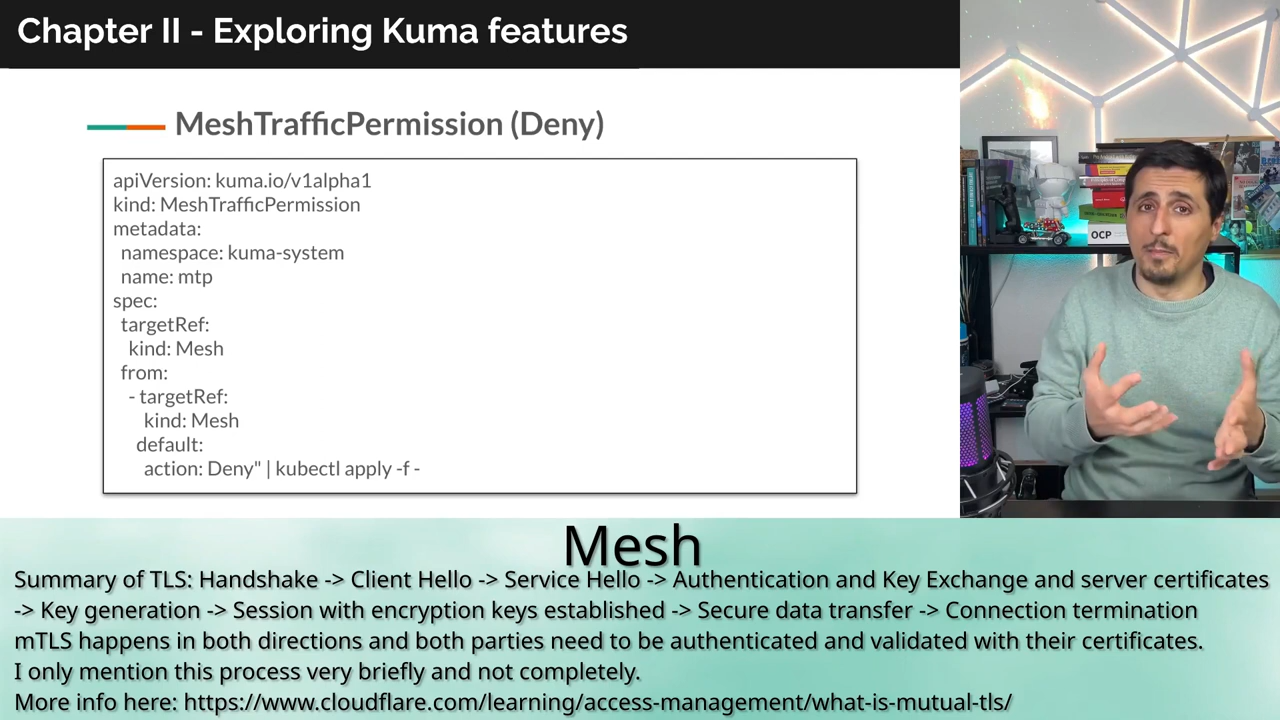 Chapter II - Exploring Kuma features
MeshTrafficPermission (Deny)
apiVersion: kuma.io/v1alpha1
kind: MeshTrafficPermission
metadata:
namespace: kuma-system
name: mtp
spec:
targetRef:
kind: Mesh
from:
- targetRef:
kind: Mesh
default:
action: Deny" | kubectl apply -f -
OCP
Mesh
Summary of TLS: Handshake -> Client Hello -> Service Hello -> Authentication and Key Exchange and server certificates
-> Key generation -> Session with encryption keys established -> Secure data transfer -> Connection termination
mTLS happens in both directions and both parties need to be authenticated and validated with their certificates.
I only mention this process very briefly and not completely.
More info here: https://www.cloudflare.com/learning/access-management/what-is-mutual-tls/